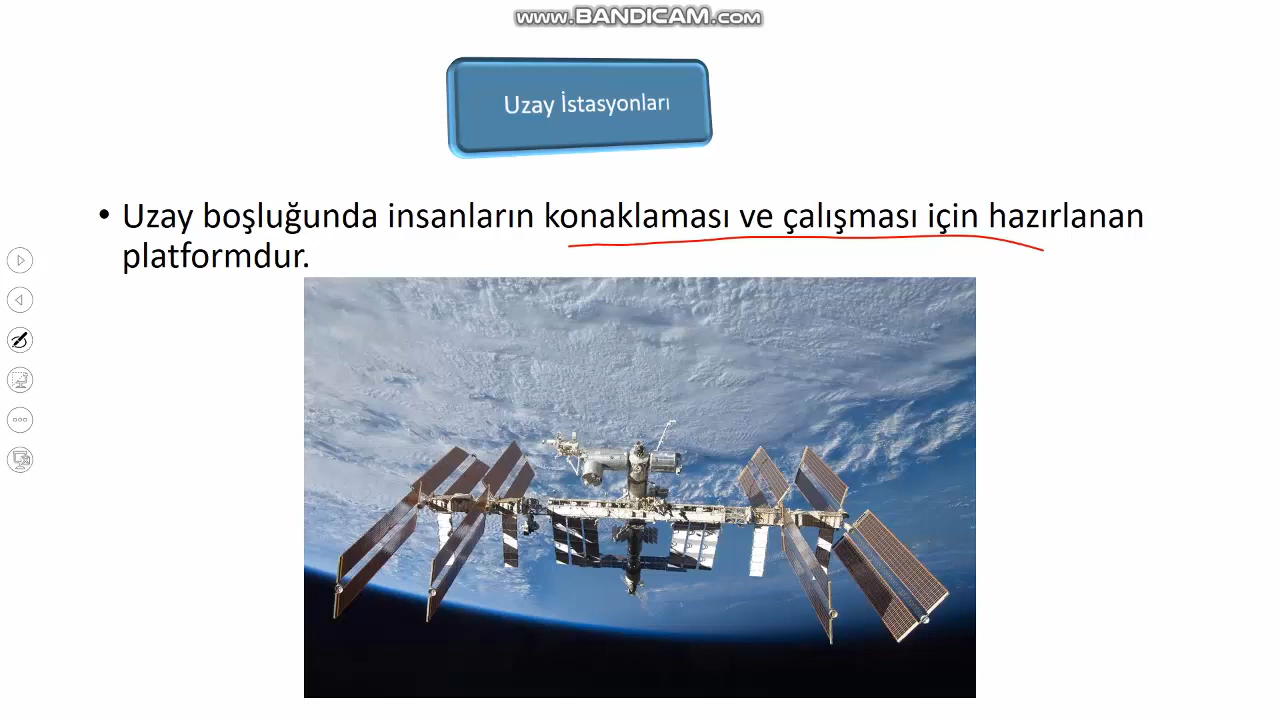 www.BANDICAM.com
Uzay İstasyonları
• Uzay boşluğunda insanların konaklaması ve çalışması için hazırlanan
platformdur.